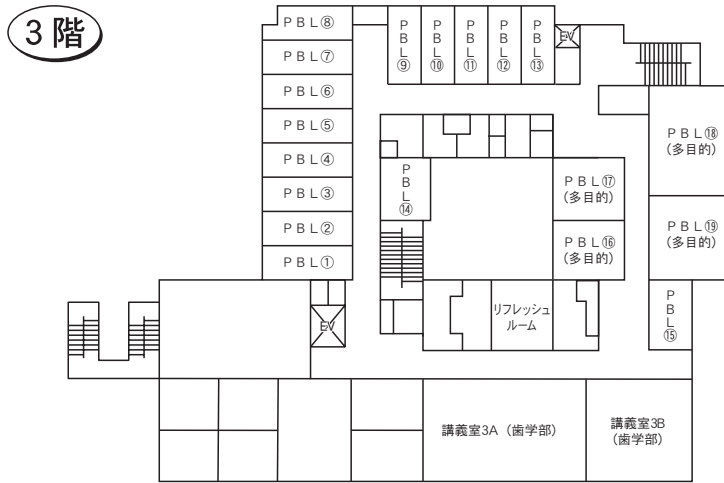 3階
PBL⑧
PBL⑦
PBL⑥
PBL⑤
PBL④
PBL③
PBL②
PBL①
PBL⑨
PBL⑩
PBL⑪
PBL⑫
PBL⑬
EV
PBL⑭
PBL⑰
(多目的)
PBL⑯
(多目的)
PBL⑱
(多目的)
PBL⑲
(多目的)
PBL⑮
EV
リフレッシュ
ルーム
講義室3A（歯学部）
講義室3B
(歯学部)